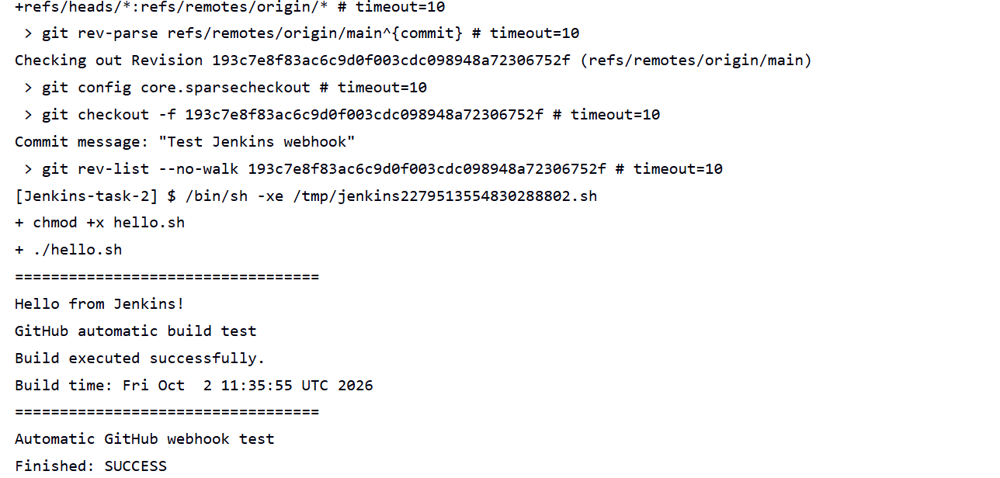 +refs/heads/*:refs/remotes/origin/* # timeout=10
 > git rev-parse refs/remotes/origin/main^{commit} # timeout=10
Checking out Revision 193c7e8f83ac6c9d0f003cdc098948a72306752f (refs/remotes/origin/main)
 > git config core.sparsecheckout # timeout=10
 > git checkout -f 193c7e8f83ac6c9d0f003cdc098948a72306752f # timeout=10
Commit message: "Test Jenkins webhook"
 > git rev-list --no-walk 193c7e8f83ac6c9d0f003cdc098948a72306752f # timeout=10
[Jenkins-task-2] $ /bin/sh -xe /tmp/jenkins2279513554830288802.sh
+ chmod +x hello.sh
+ ./hello.sh
==================================
Hello from Jenkins!
GitHub automatic build test
Build executed successfully.
Build time: Fri Oct  2 11:35:55 UTC 2026
==================================
Automatic GitHub webhook test
Finished: SUCCESS